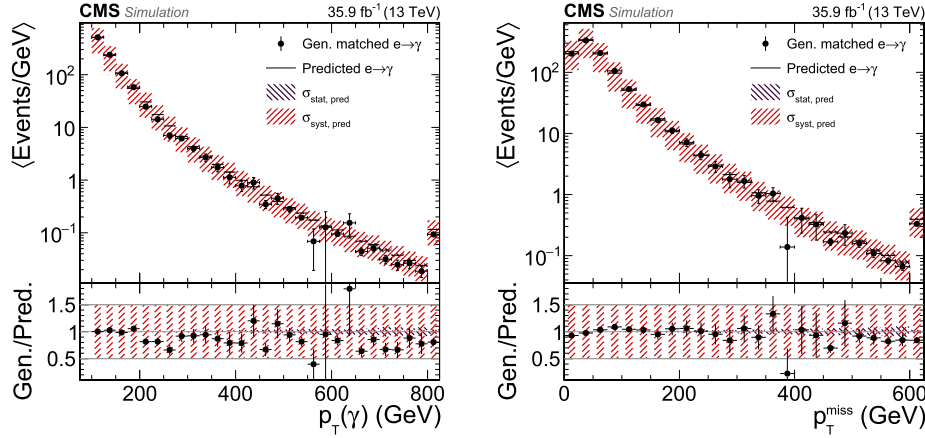 CMS Simulation 35.9 fb⁻¹ (13 TeV)
⟨Events/GeV⟩
10²
10
1
10⁻¹
Gen. matched e→γ
Predicted e→γ
σstat, pred
σsyst, pred
Gen./Pred.
1.5
1
0.5
200 400 600 800
pT(γ) (GeV)
CMS Simulation 35.9 fb⁻¹ (13 TeV)
⟨Events/GeV⟩
10²
10
1
10⁻¹
Gen. matched e→γ
Predicted e→γ
σstat, pred
σsyst, pred
Gen./Pred.
1.5
1
0.5
0 200 400 600
pTmiss (GeV)